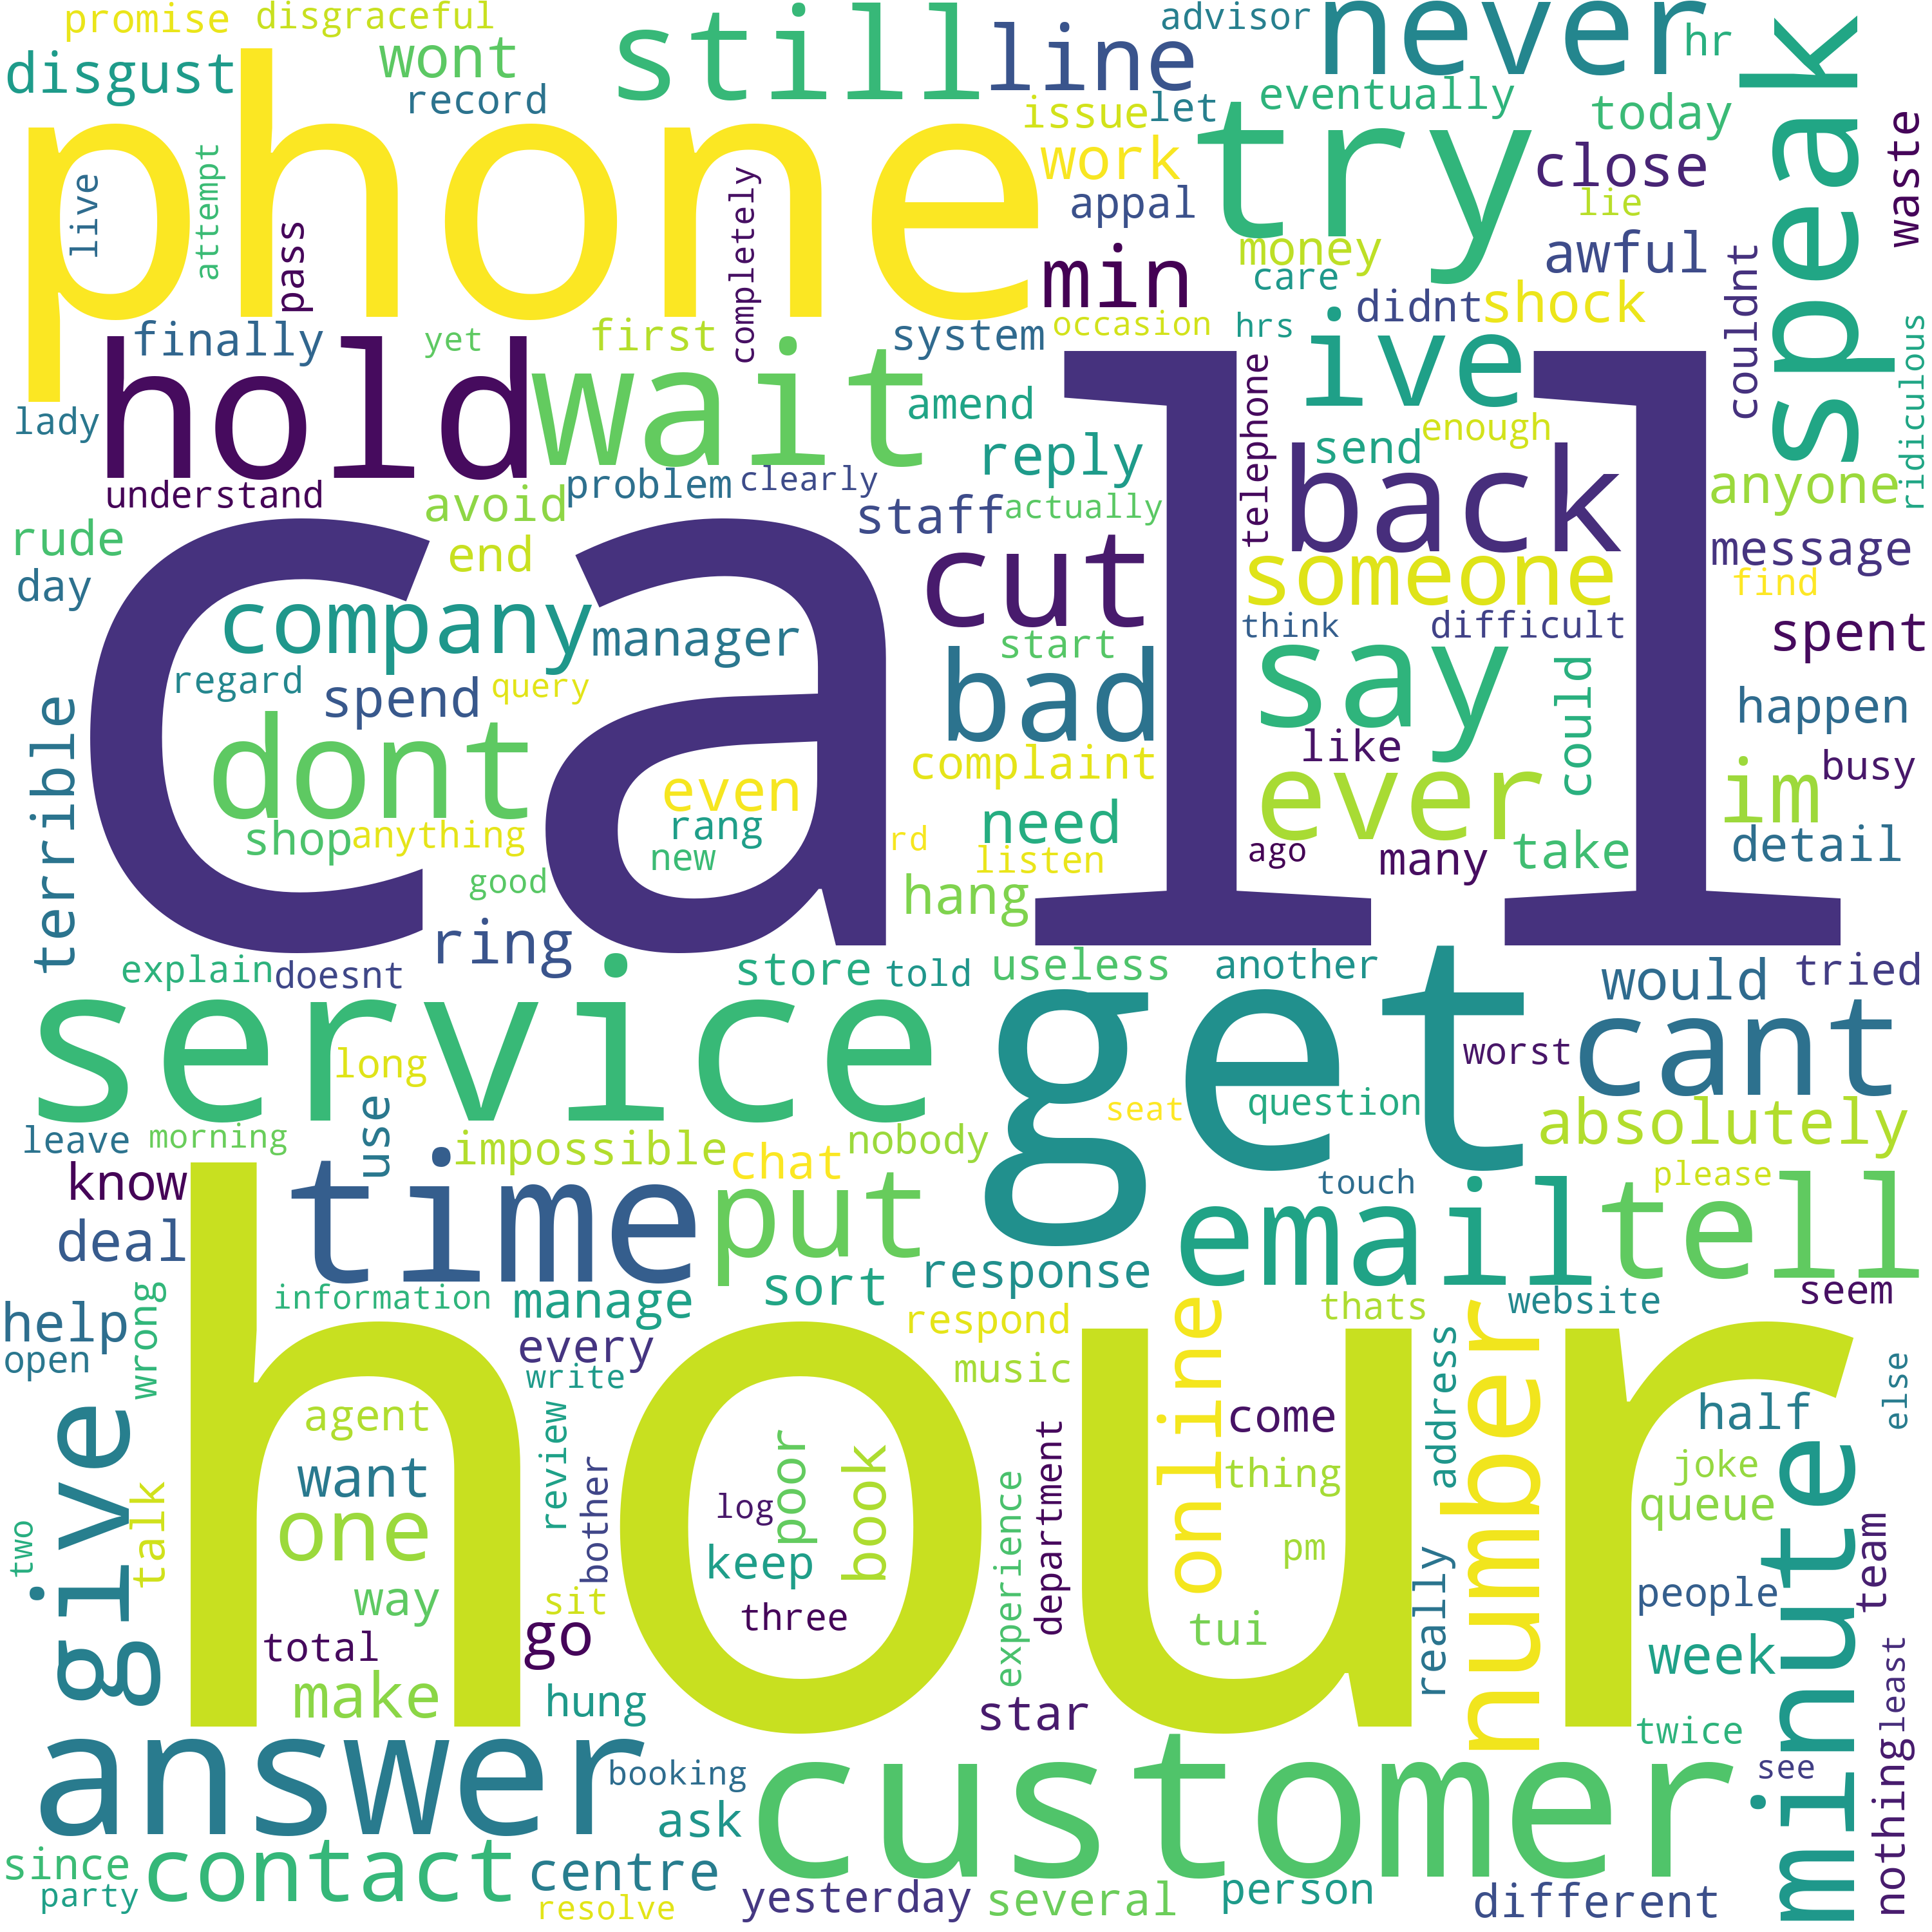 promise
disgraceful
still
line
advisor
never
hr
speak
disgust
wont
record
phone
issue
let
eventually
today
try
work
close
waste
live
attempt
pass
completely
appal
lie
min
money
awful
care
didnt
shock
couldnt
finally
yet
first
system
occasion
hrs
ive
ridiculous
hold
wait
lady
amend
telephone
enough
understand
avoid
problem
clearly
reply
send
back
anyone
rude
staff
actually
message
day
end
call
cut
someone
find
company
manager
start
think
difficult
spent
regard
spend
query
bad
say
could
happen
terrible
dont
complaint
like
busy
even
need
ever
im
shop
anything
rang
rd
listen
ago
many
take
detail
good
new
hang
ring
explain
doesnt
store
told
useless
another
would
tried
service
get
cant
long
worst
use
seat
question
absolutely
leave
morning
impossible
chat
nobody
know
time
put
touch
please
email
tell
deal
sort
response
information
manage
thats
website
seem
help
wrong
every
respond
online
number
open
write
music
address
else
hour
give
agent
review
poor
book
come
half
want
bother
log
department
thing
joke
minute
one
experience
queue
two
talk
keep
pm
really
team
way
sit
three
tui
people
total
go
week
nothing
least
make
hung
star
answer
twice
booking
customer
see
ask
since
contact
centre
yesterday
several
person
different
party
resolve